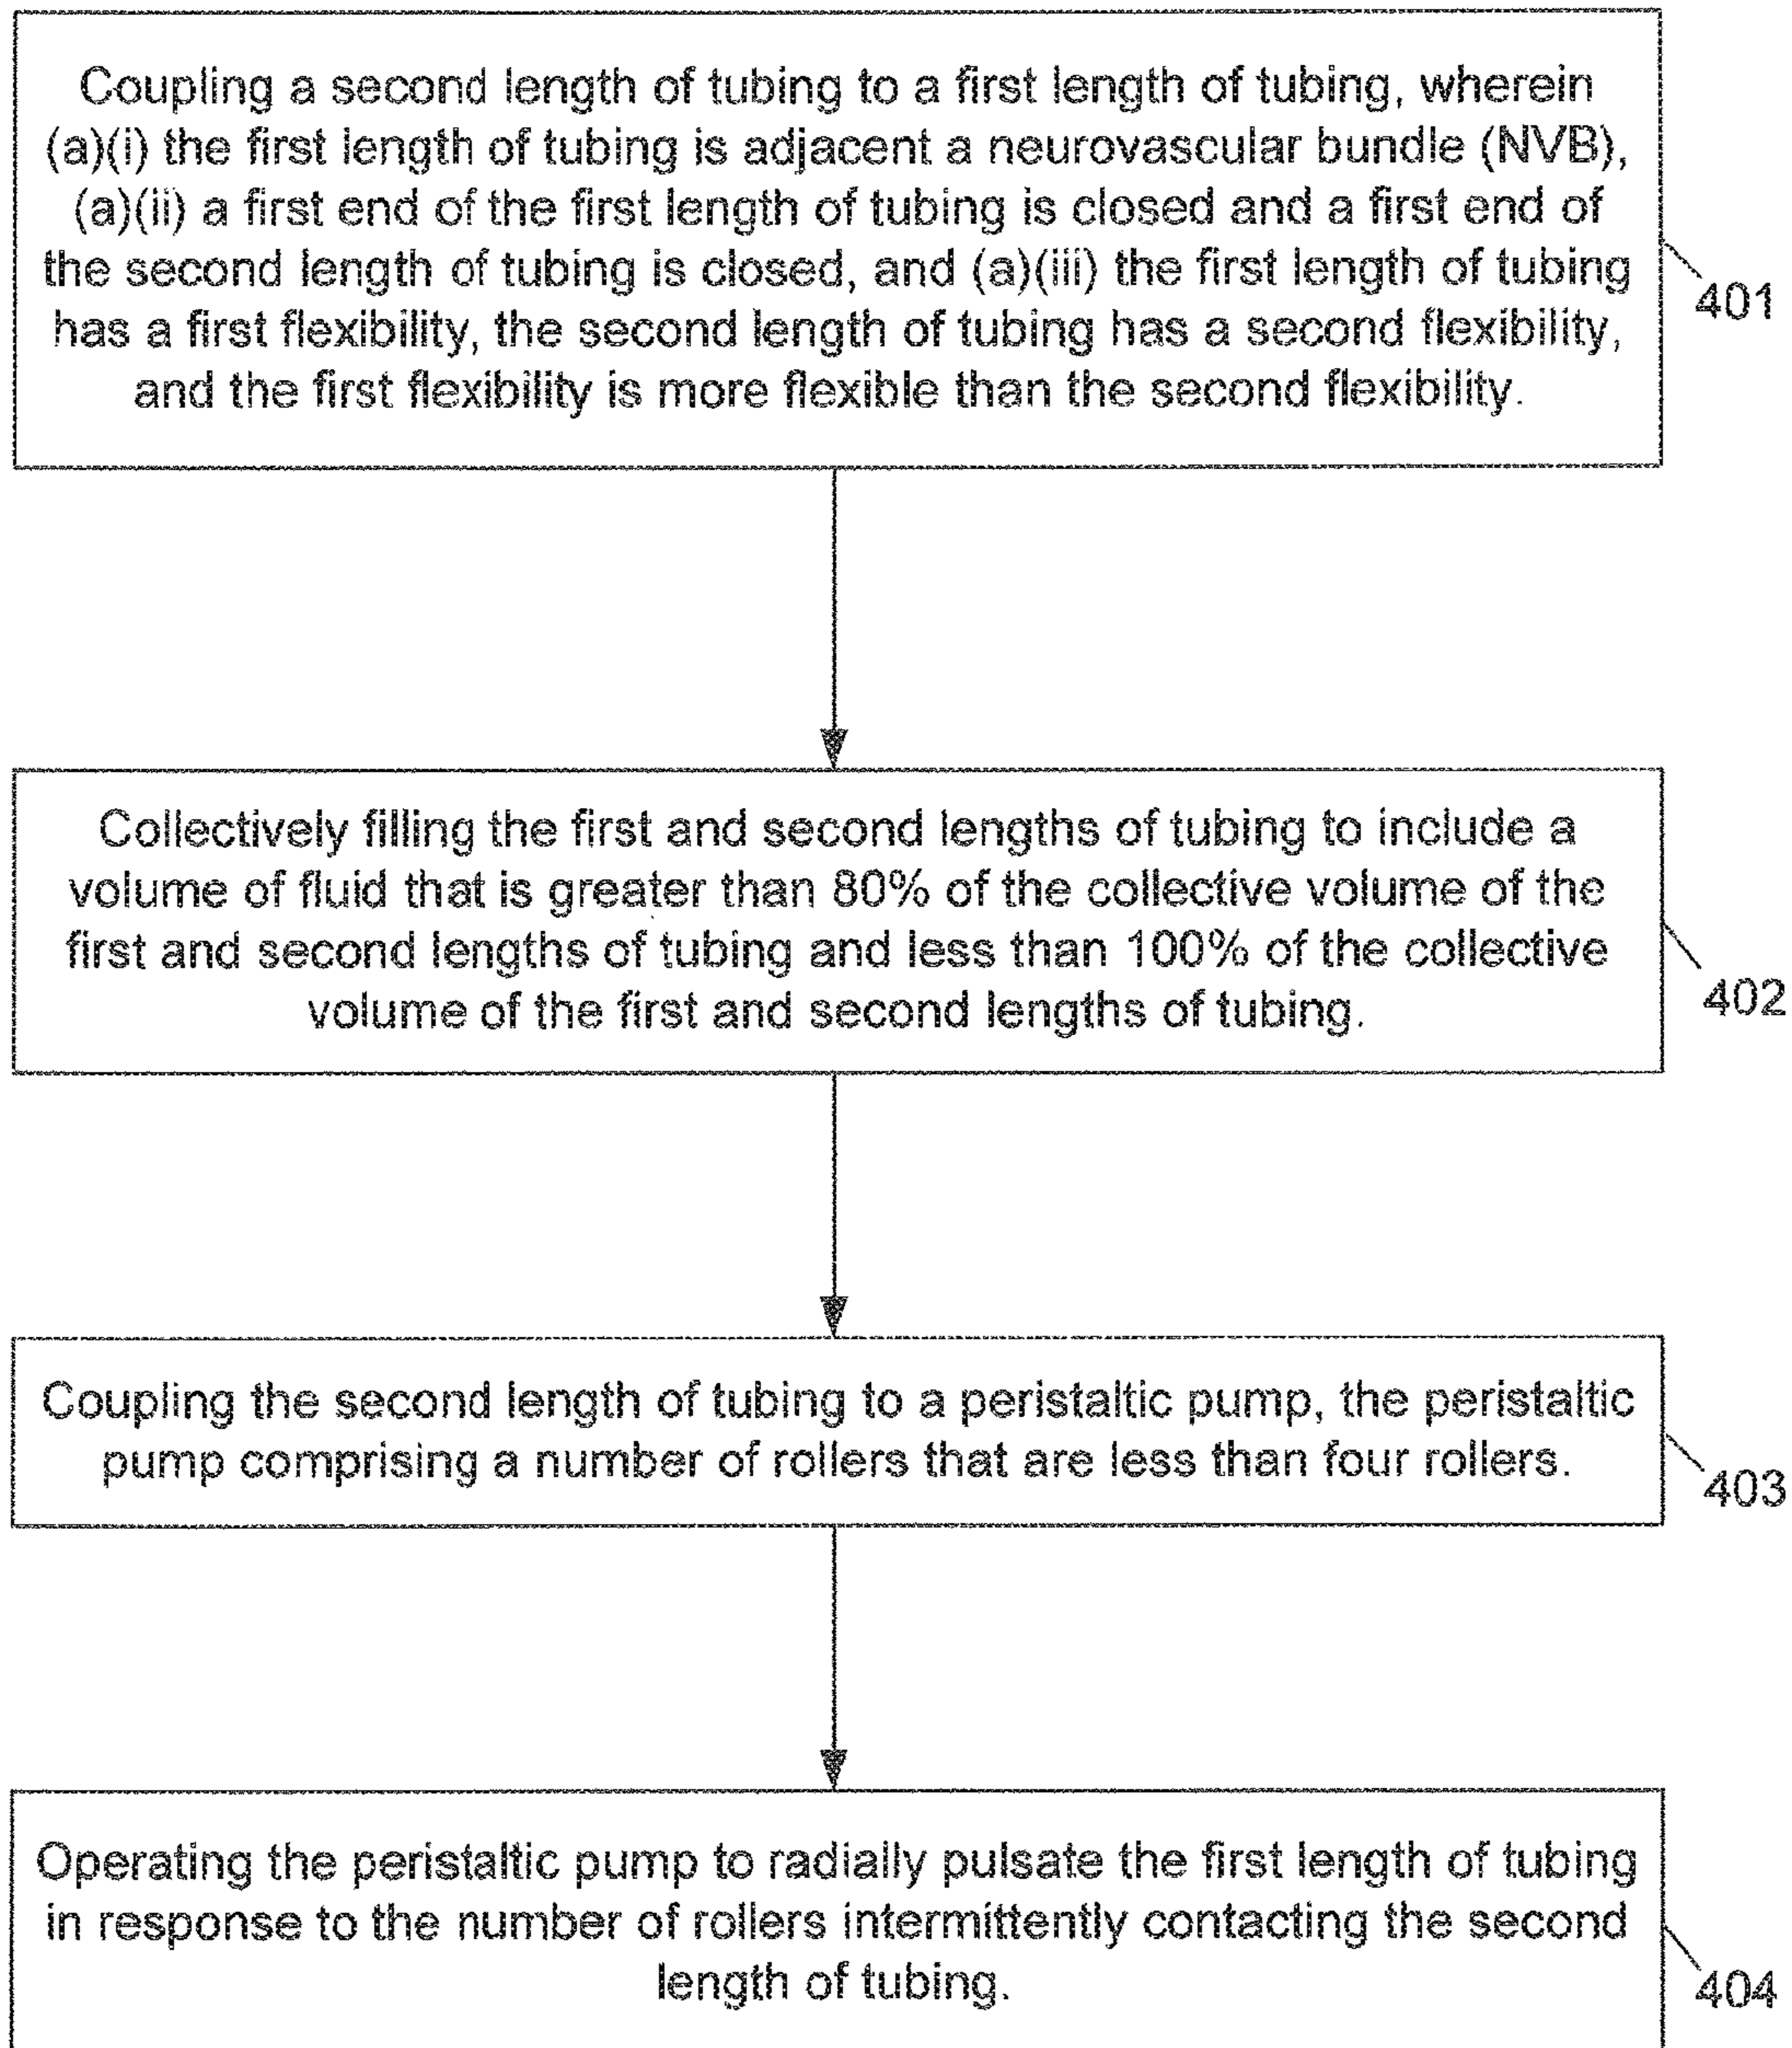 Coupling a second length of tubing to a first length of tubing, wherein
(a)(i) the first length of tubing is adjacent a neurovascular bundle (NVB),
(a)(ii) a first end of the first length of tubing is closed and a first end of
the second length of tubing is closed, and (a)(iii) the first length of tubing
has a first flexibility, the second length of tubing has a second flexibility,
and the first flexibility is more flexible than the second flexibility.
401
Collectively filling the first and second lengths of tubing to include a
volume of fluid that is greater than 80% of the collective volume of the
first and second lengths of tubing and less than 100% of the collective
volume of the first and second lengths of tubing.
402
Coupling the second length of tubing to a peristaltic pump, the peristaltic
pump comprising a number of rollers that are less than four rollers.
403
Operating the peristaltic pump to radially pulsate the first length of tubing
in response to the number of rollers intermittently contacting the second
length of tubing.
404